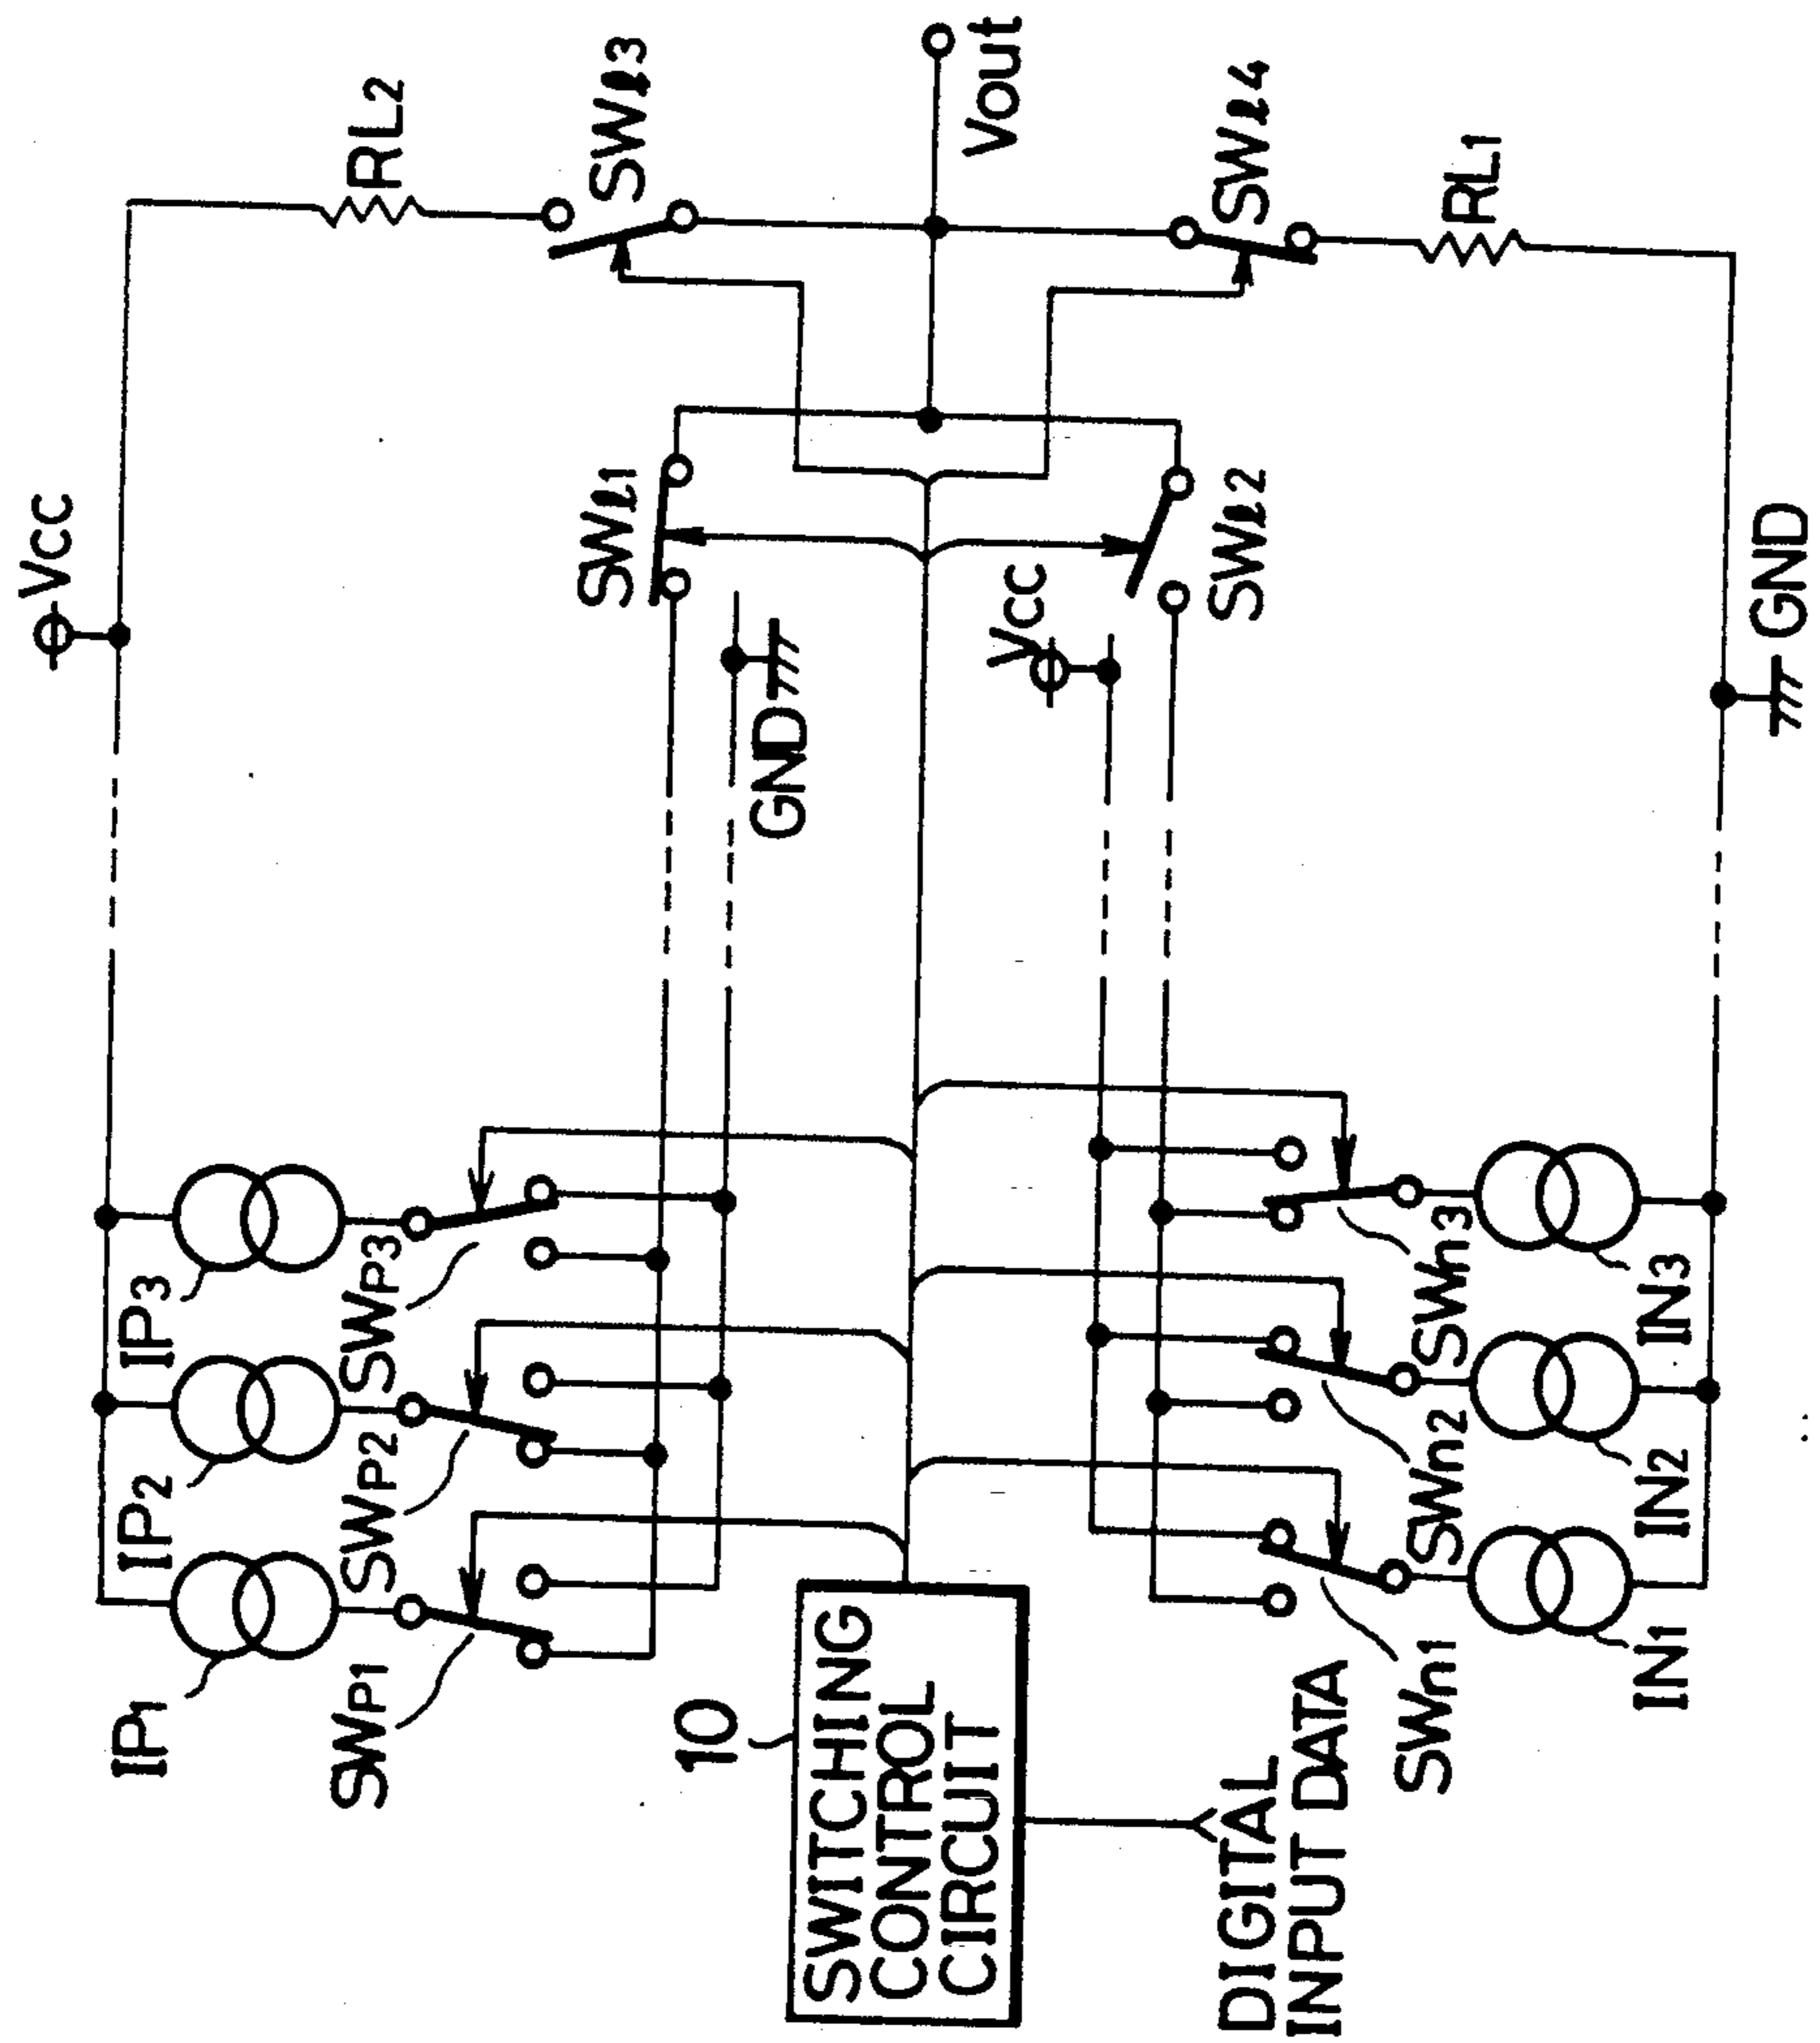 VCC
RL2
SWℓ3
Vout
SWℓ4
RL1
SWℓ1
GND
VCC
SWℓ2
GND
IP1
IP2
IP3
SWP1
SWP2
SWP3
10
SWITCHING
CONTROL
CIRCUIT
DIGITAL
INPUT DATA
SWn1
SWn2
SWn3
IN1
IN2
IN3